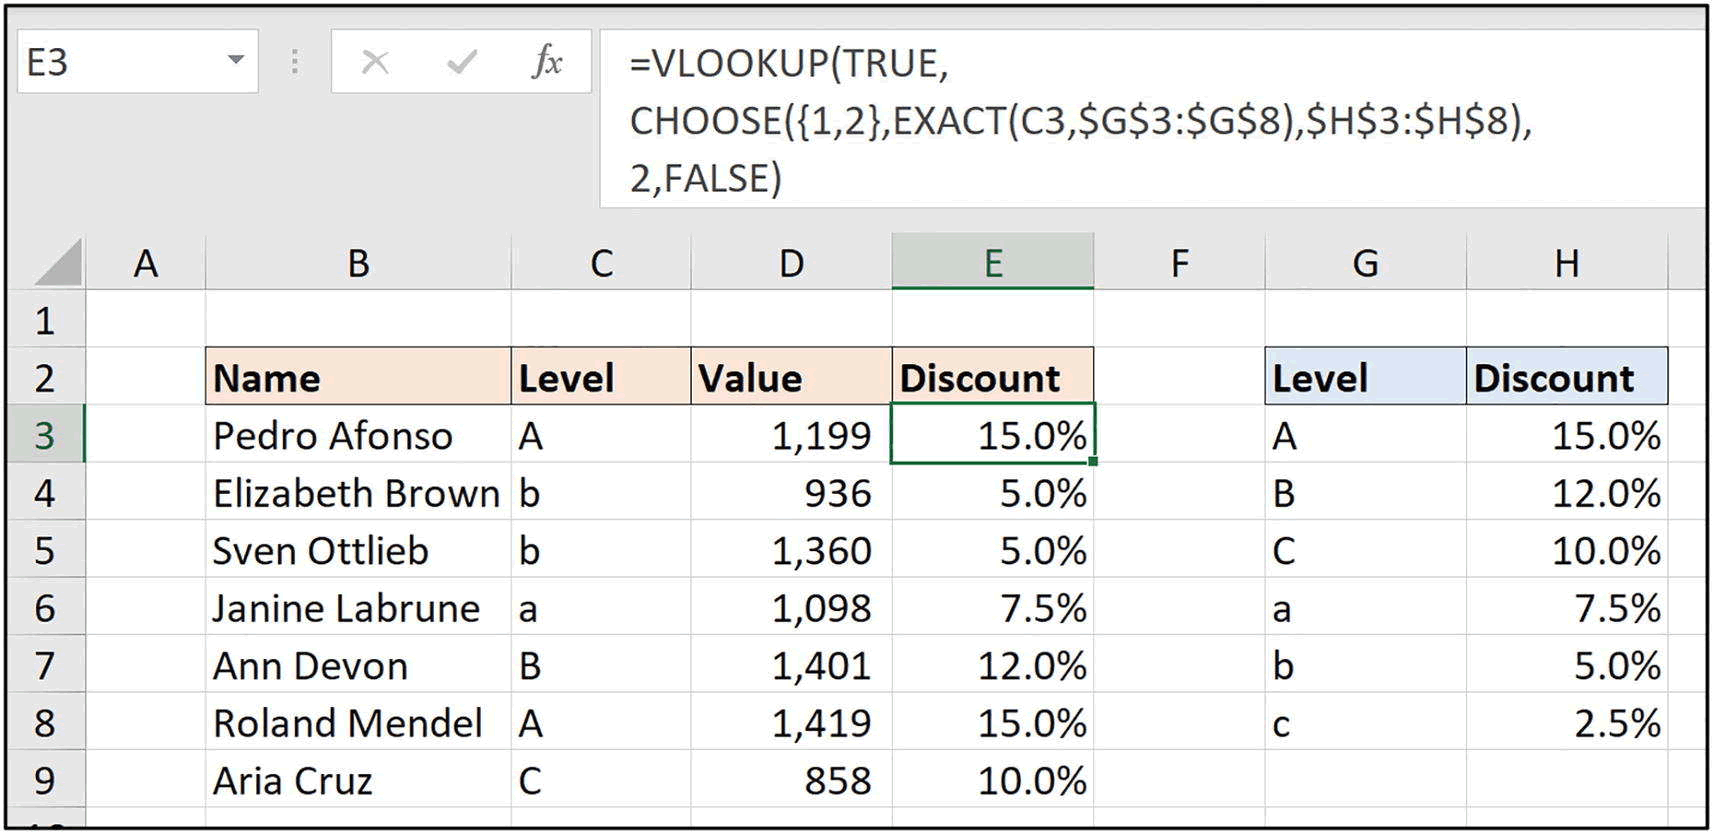 E3 fx =VLOOKUP(TRUE,
CHOOSE({1,2},EXACT(C3,$G$3:$G$8),$H$3:$H$8),
2,FALSE)
A B C D E F G H
1
2 Name Level Value Discount Level Discount
3 Pedro Afonso A 1,199 15.0% A 15.0%
4 Elizabeth Brown b 936 5.0% B 12.0%
5 Sven Ottlieb b 1,360 5.0% C 10.0%
6 Janine Labrune a 1,098 7.5% a 7.5%
7 Ann Devon B 1,401 12.0% b 5.0%
8 Roland Mendel A 1,419 15.0% c 2.5%
9 Aria Cruz C 858 10.0%